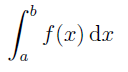 ∫_a^b f(x) dx